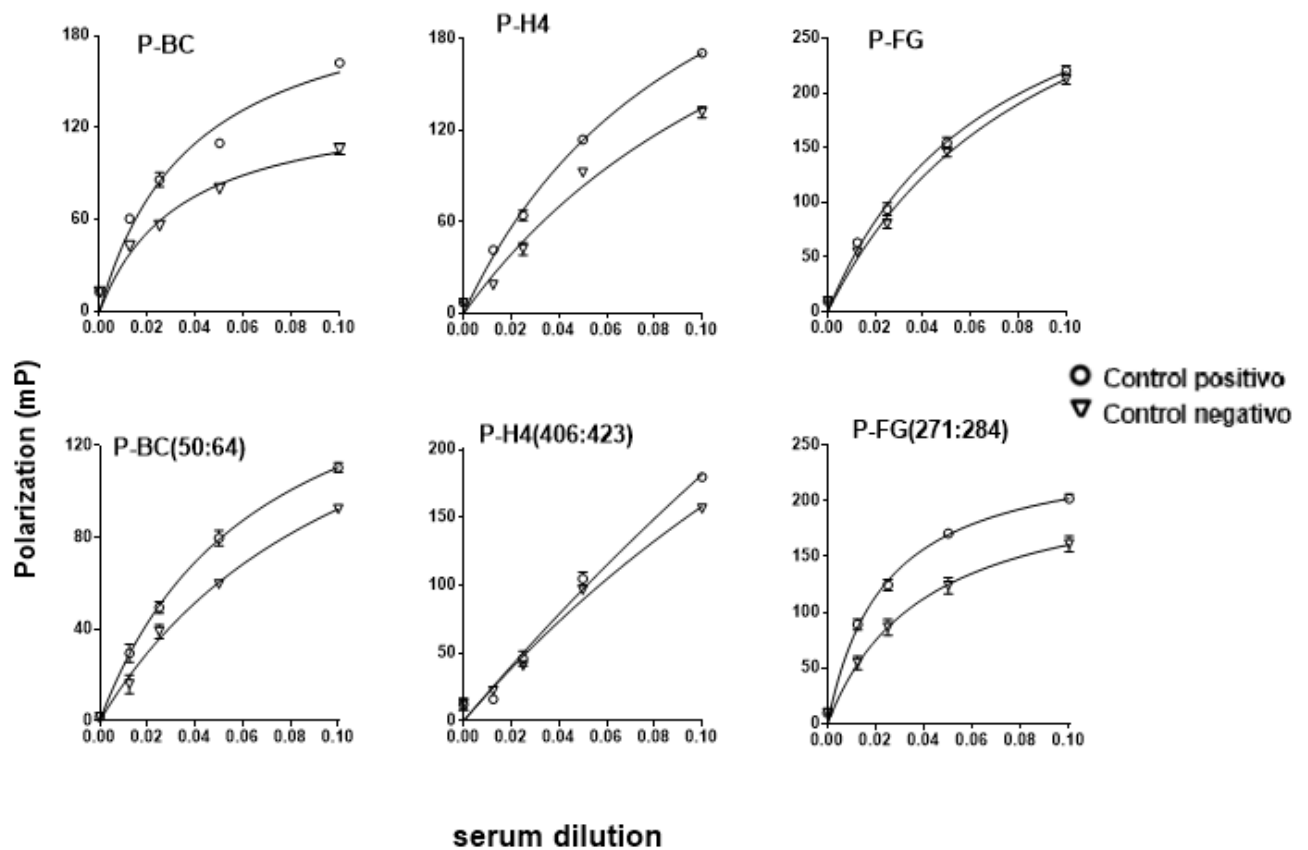 P-BC
180
120
60
0
0.00 0.02 0.04 0.06 0.08 0.10
P-H4
180
120
60
0
0.00 0.02 0.04 0.06 0.08 0.10
P-FG
250
200
150
100
50
0
0.00 0.02 0.04 0.06 0.08 0.10
Polarization (mP)
Control positivo
Control negativo
P-BC(50:64)
120
80
40
0
0.00 0.02 0.04 0.06 0.08 0.10
P-H4(406:423)
200
150
100
50
0
0.00 0.02 0.04 0.06 0.08 0.10
P-FG(271:284)
250
200
150
100
50
0
0.00 0.02 0.04 0.06 0.08 0.10
serum dilution